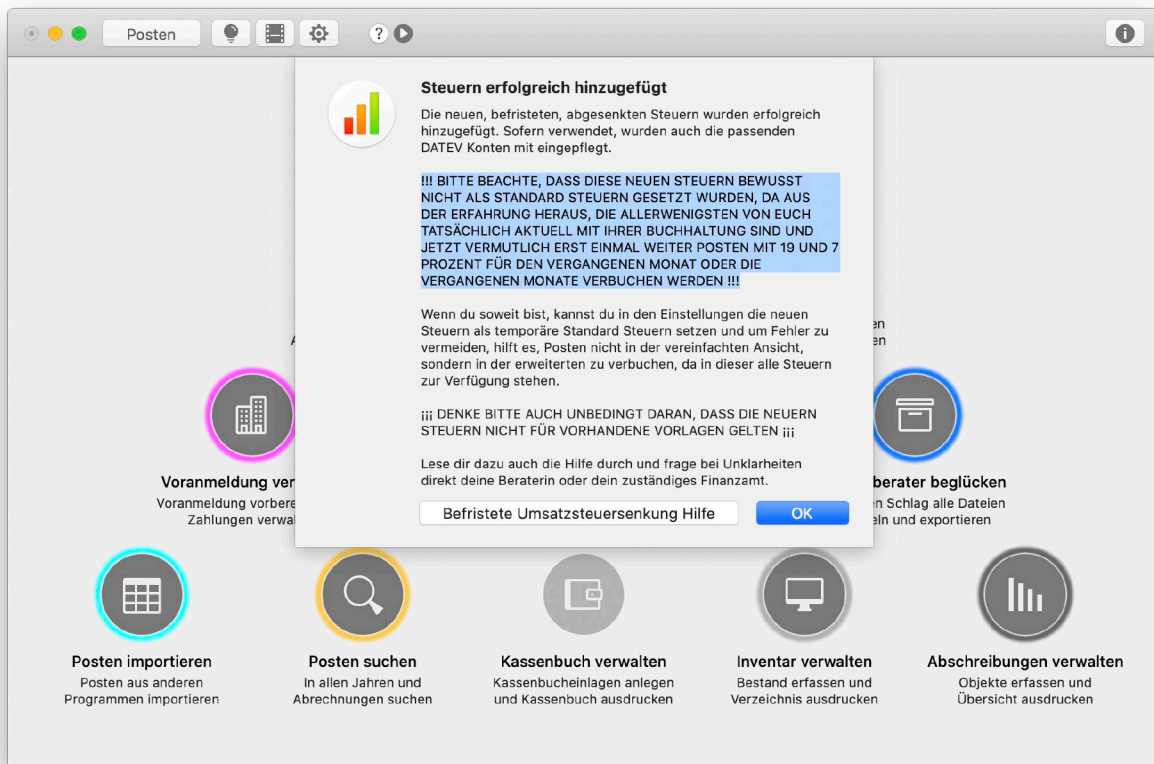 Posten
?
Steuern erfolgreich hinzugefügt
Die neuen, befristeten, abgesenkten Steuern wurden erfolgreich
hinzugefügt. Sofern verwendet, wurden auch die passenden
DATEV Konten mit eingepflegt.
!!! BITTE BEACHTE, DASS DIESE NEUEN STEUERN BEWUSST
NICHT ALS STANDARD STEUERN GESETZT WURDEN, DA AUS
DER ERFAHRUNG HERAUS, DIE ALLERWENIGSTEN VON EUCH
TATSÄCHLICH AKTUELL MIT IHRER BUCHHALTUNG SIND UND
JETZT VERMUTLICH ERST EINMAL WEITER POSTEN MIT 19 UND 7
PROZENT FÜR DEN VERGANGENEN MONAT ODER DIE
VERGANGENEN MONATE VERBUCHEN WERDEN !!!
Wenn du soweit bist, kannst du in den Einstellungen die neuen
Steuern als temporäre Standard Steuern setzen und um Fehler zu
vermeiden, hilft es, Posten nicht in der vereinfachten Ansicht,
sondern in der erweiterten zu verbuchen, da in dieser alle Steuern
zur Verfügung stehen.
¡¡¡ DENKE BITTE AUCH UNBEDINGT DARAN, DASS DIE NEUERN
STEUERN NICHT FÜR VORHANDENE VORLAGEN GELTEN ¡¡¡
Lese dir dazu auch die Hilfe durch und frage bei Unklarheiten
direkt deine Beraterin oder dein zuständiges Finanzamt.
Befristete Umsatzsteuersenkung Hilfe
OK
Voranmeldung ver
Voranmeldung vorbere
Zahlungen verwal
berater beglücken
n Schlag alle Dateien
eln und exportieren
Posten importieren
Posten aus anderen
Programmen importieren
Posten suchen
In allen Jahren und
Abrechnungen suchen
Kassenbuch verwalten
Kassenbucheinlagen anlegen
und Kassenbuch ausdrucken
Inventar verwalten
Bestand erfassen und
Verzeichnis ausdrucken
Abschreibungen verwalten
Objekte erfassen und
Übersicht ausdrucken